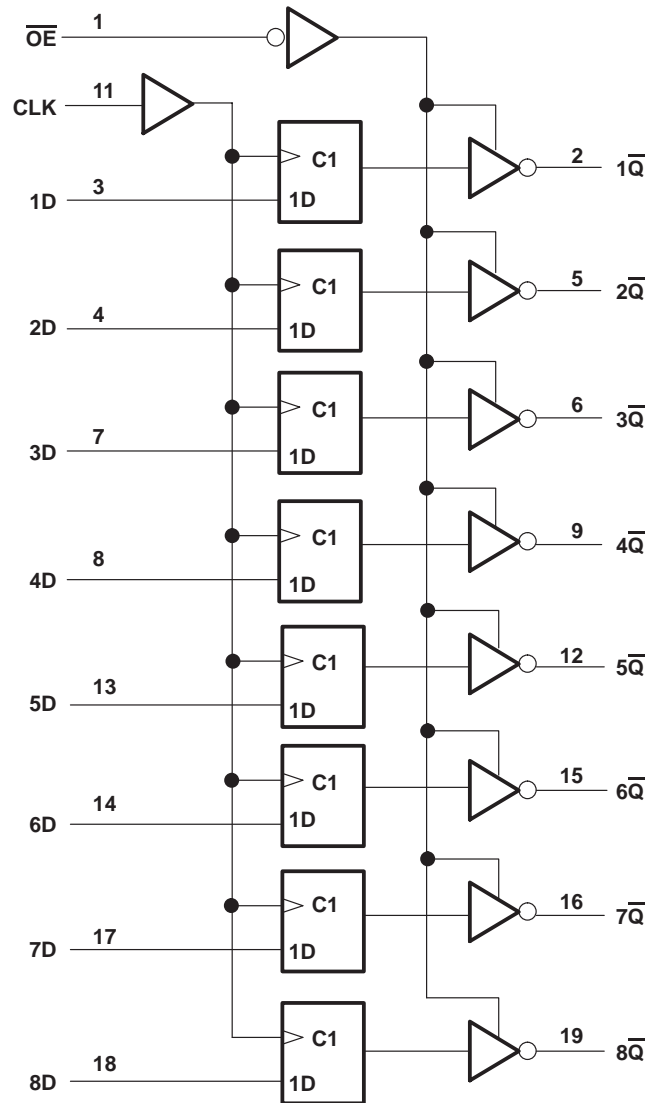 O̅E̅ 1
CLK 11
C1
1D 3 1D 2 1Q̅
C1
2D 4 1D 5 2Q̅
C1
3D 7 1D 6 3Q̅
C1
4D 8 1D 9 4Q̅
C1
5D 13 1D 12 5Q̅
C1
6D 14 1D 15 6Q̅
C1
7D 17 1D 16 7Q̅
C1
8D 18 1D 19 8Q̅